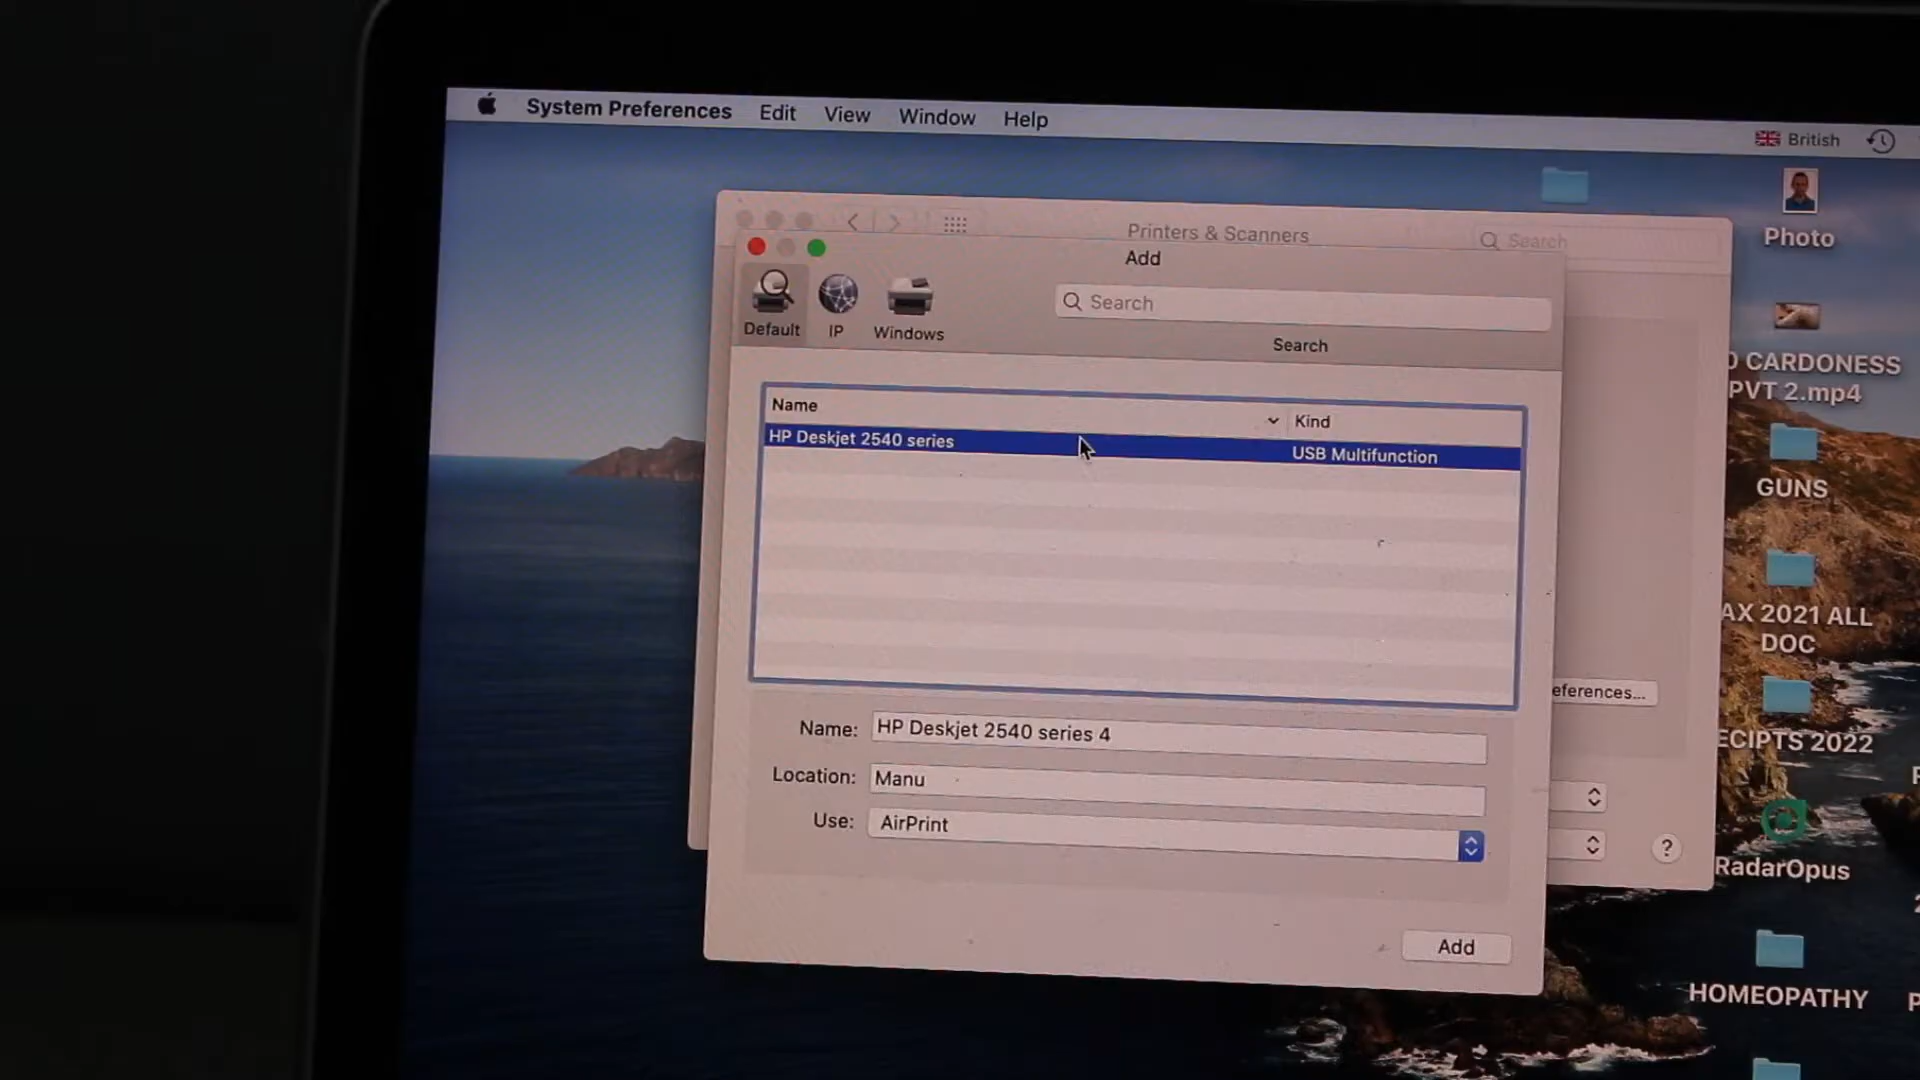 System Preferences Edit View Window Help
British
Printers & Scanners
Search
Add
Default
IP
Windows
Search
Search
Name
Kind
HP Deskjet 2540 series
USB Multifunction
Name: HP Deskjet 2540 series 4
Location: Manu
Use: AirPrint
Add
eferences...
?
Photo
CARDONESS
PVT 2.mp4
GUNS
AX 2021 ALL
DOC
ECIPTS 2022
RadarOpus
HOMEOPATHY